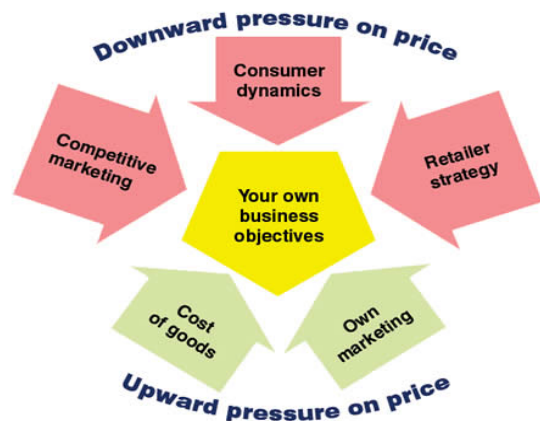 Downward pressure on price
Consumer
dynamics
Competitive
marketing
Retailer
strategy
Your own
business
objectives
Cost
of goods
Own
marketing
Upward pressure on price